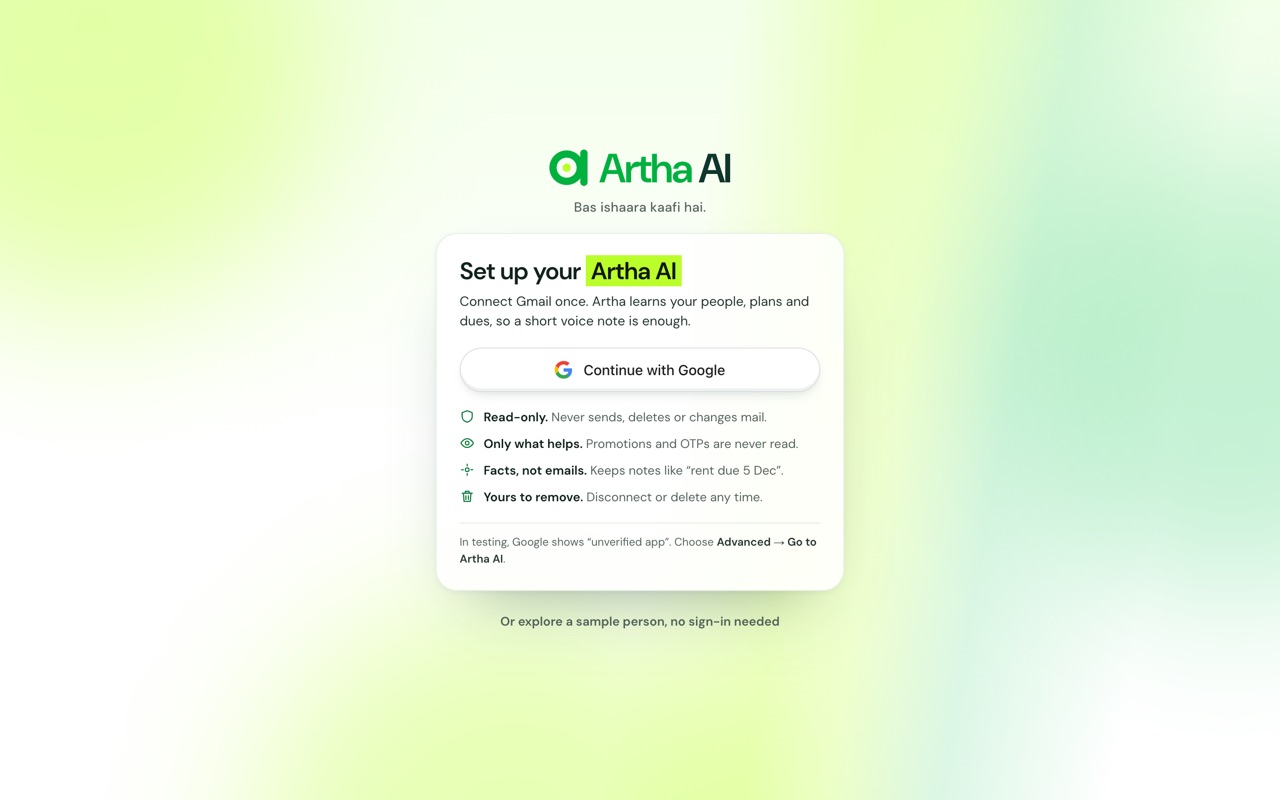 Artha AI
Bas ishaara kaafi hai.
Set up your Artha AI
Connect Gmail once. Artha learns your people, plans and
dues, so a short voice note is enough.
Continue with Google
Read-only. Never sends, deletes or changes mail.
Only what helps. Promotions and OTPs are never read.
Facts, not emails. Keeps notes like “rent due 5 Dec”.
Yours to remove. Disconnect or delete any time.
In testing, Google shows “unverified app”. Choose Advanced → Go to
Artha AI.
Or explore a sample person, no sign-in needed